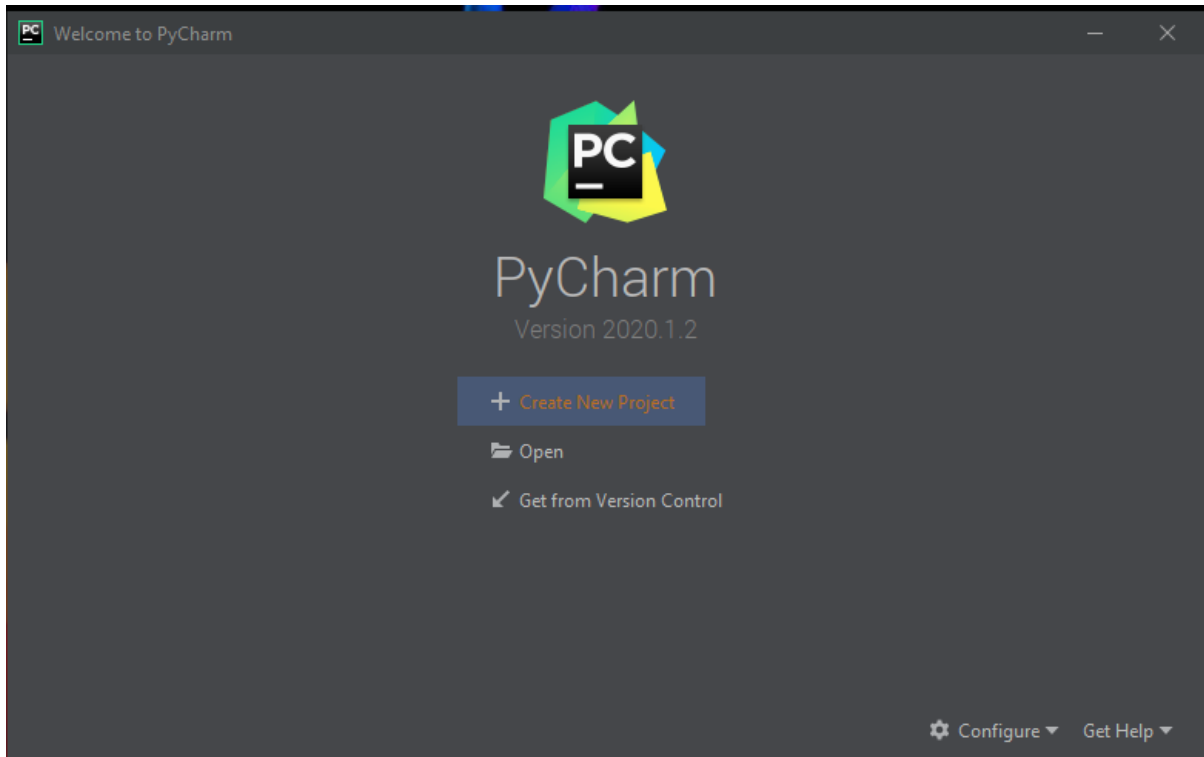 PC
Welcome to PyCharm
PC
PyCharm
Version 2020.1.2
Create New Project
Open
Get from Version Control
Configure
Get Help